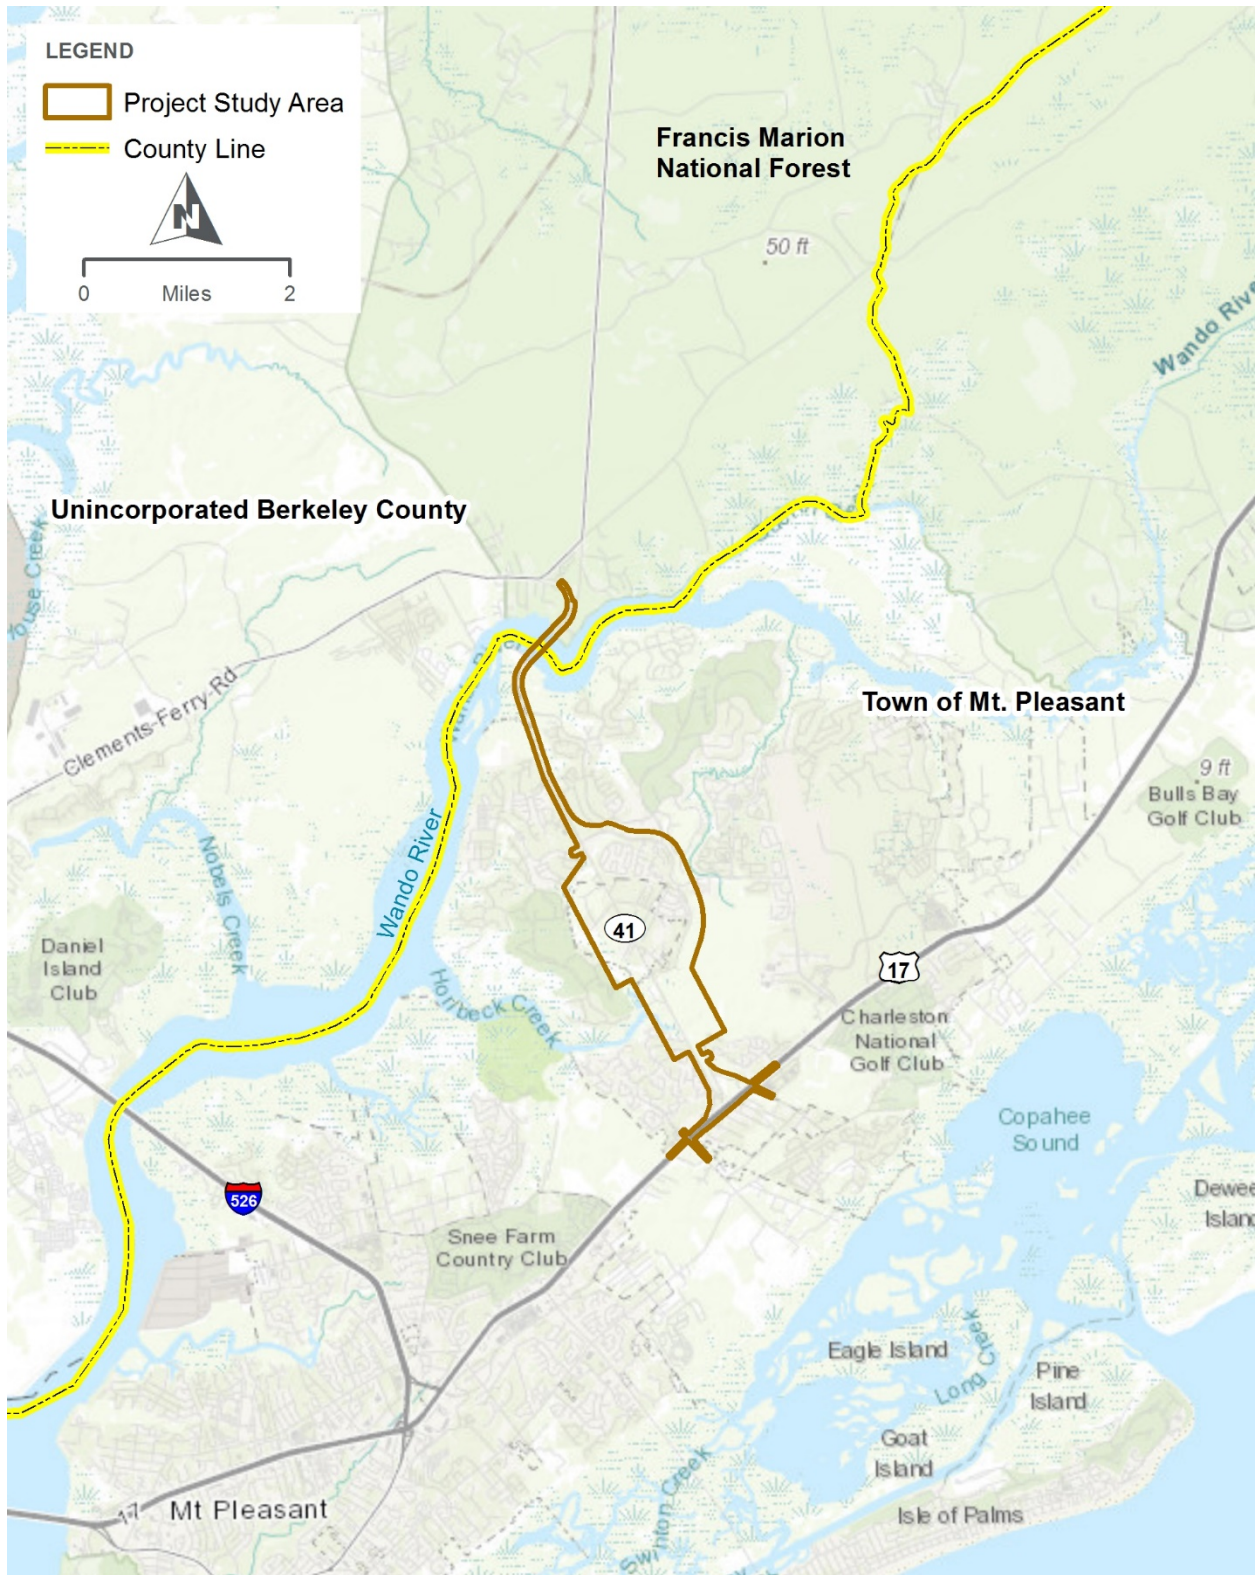 LEGEND
Project Study Area
County Line
N
0 Miles 2
Francis Marion
National Forest
50 ft
Wando River
Unincorporated Berkeley County
Clements-Ferry-Rd
Town of Mt. Pleasant
9 ft
Bulls Bay
Golf Club
Nobels Creek
Wando River
Daniel
Island
Club
41
17
Horlbeck Creek
Charleston
National
Golf Club
Copahee
Sound
526
Snee Farm
Country Club
Eagle Island
Long Creek
Pine
Island
Goat
Island
17
Mt Pleasant
Isle of Palms
Swinton Creek